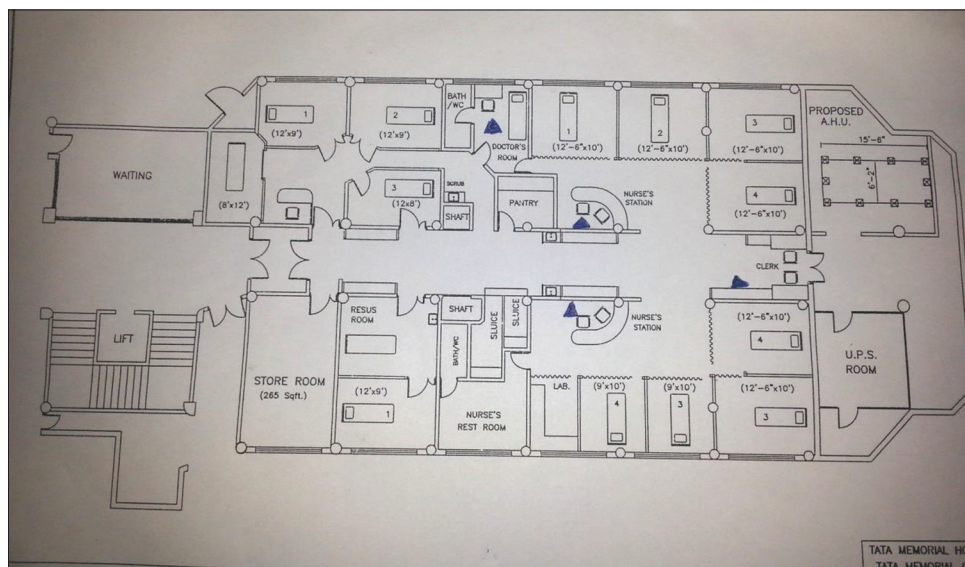 WAITING
(8'x12')
1
(12'x9')
2
(12'x9')
3
(12x8')
BATH
/WC
DOCTOR'S
ROOM
SCRUB
SHAFT
PANTRY
1
(12'-6"x10')
2
(12'-6"x10')
3
(12'-6"x10')
4
(12'-6"x10')
NURSE'S
STATION
PROPOSED
A.H.U.
15'-6"
6'-2"
CLERK
LIFT
STORE ROOM
(265 Sqft.)
RESUS
ROOM
(12'x9')
1
SHAFT
BATH/WC
SLUICE
SLUICE
NURSE'S
REST ROOM
NURSE'S
STATION
LAB.
(9'x10')
4
(9'x10')
3
(12'-6"x10')
4
(12'-6"x10')
3
U.P.S.
ROOM
TATA MEMORIAL HO
TATA MEMORIAL